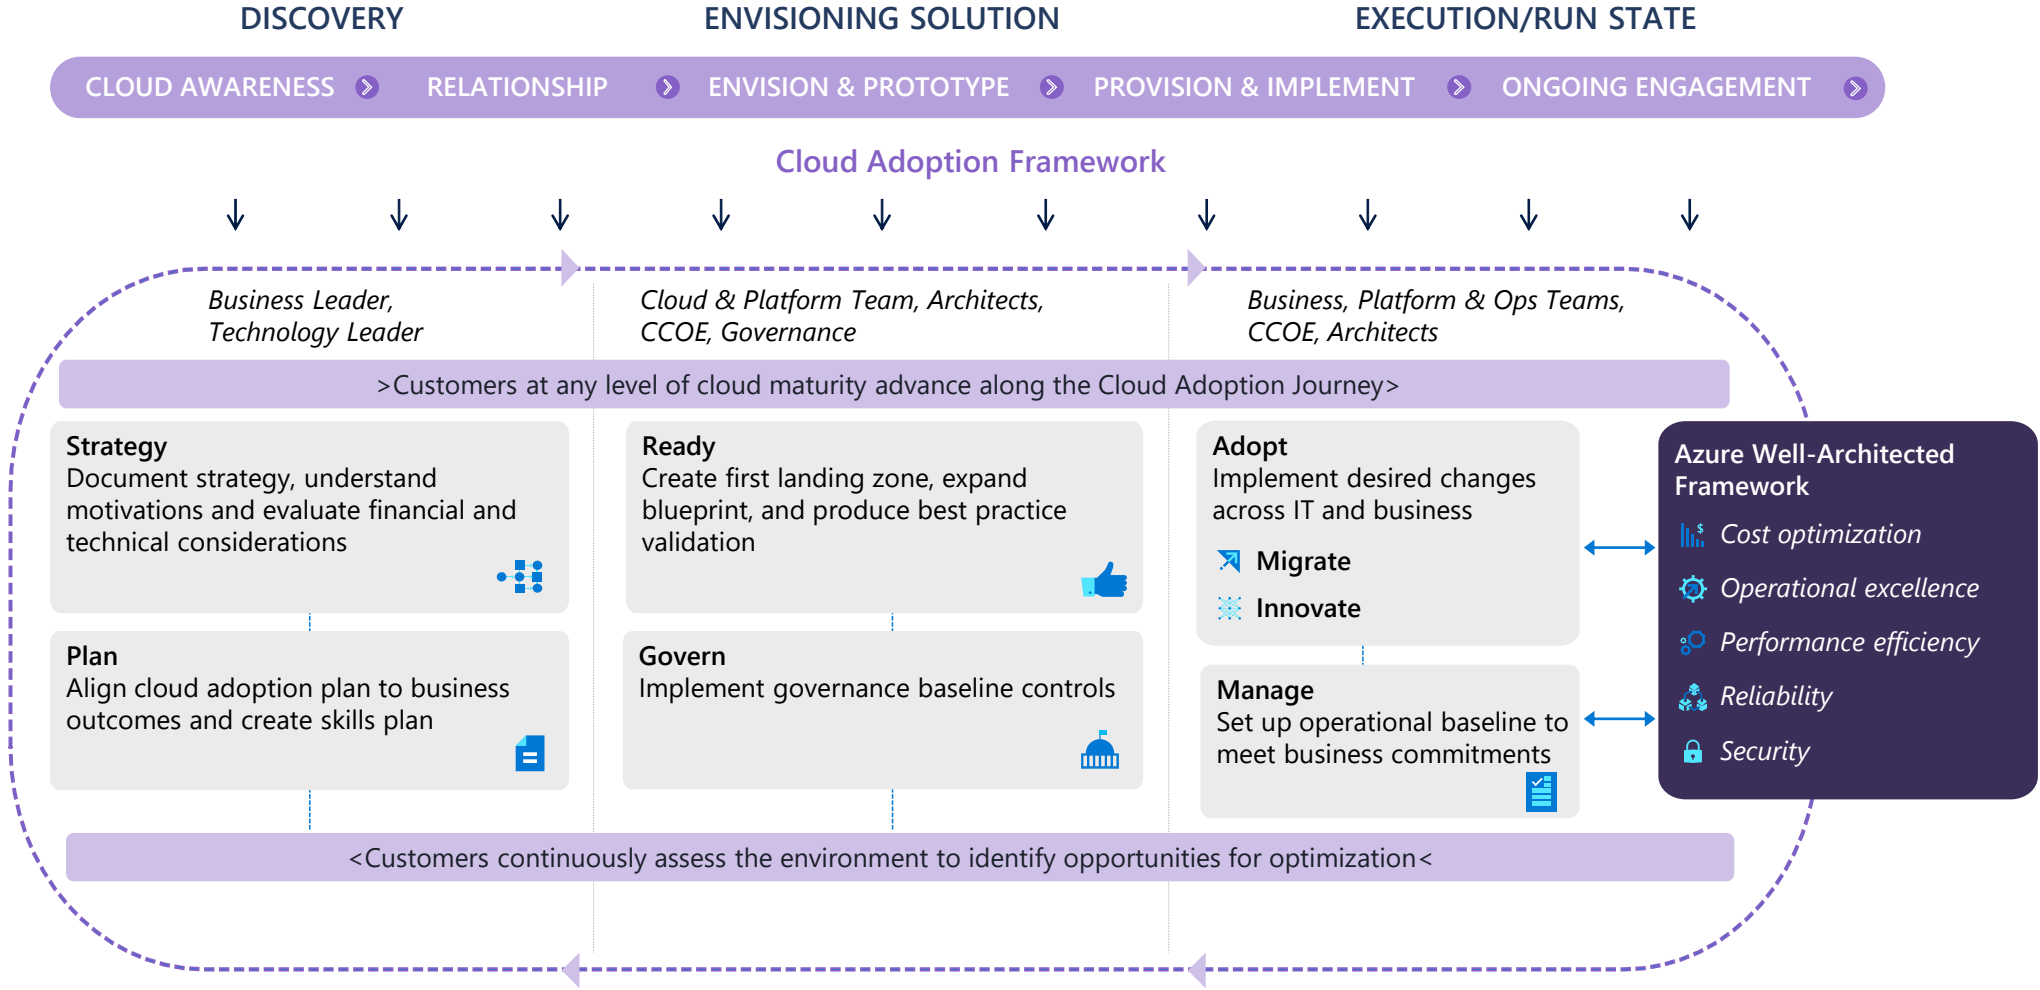 DISCOVERY
ENVISIONING SOLUTION
EXECUTION/RUN STATE
CLOUD AWARENESS
RELATIONSHIP
ENVISION & PROTOTYPE
PROVISION & IMPLEMENT
ONGOING ENGAGEMENT
Cloud Adoption Framework
Business Leader,
Technology Leader
Cloud & Platform Team, Architects,
CCOE, Governance
Business, Platform & Ops Teams,
CCOE, Architects
>Customers at any level of cloud maturity advance along the Cloud Adoption Journey>
Strategy
Document strategy, understand
motivations and evaluate financial and
technical considerations
Plan
Align cloud adoption plan to business
outcomes and create skills plan
Ready
Create first landing zone, expand
blueprint, and produce best practice
validation
Govern
Implement governance baseline controls
Adopt
Implement desired changes
across IT and business
Migrate
Innovate
Manage
Set up operational baseline to
meet business commitments
Azure Well-Architected
Framework
$
Cost optimization
Operational excellence
Performance efficiency
Reliability
Security
<Customers continuously assess the environment to identify opportunities for optimization<